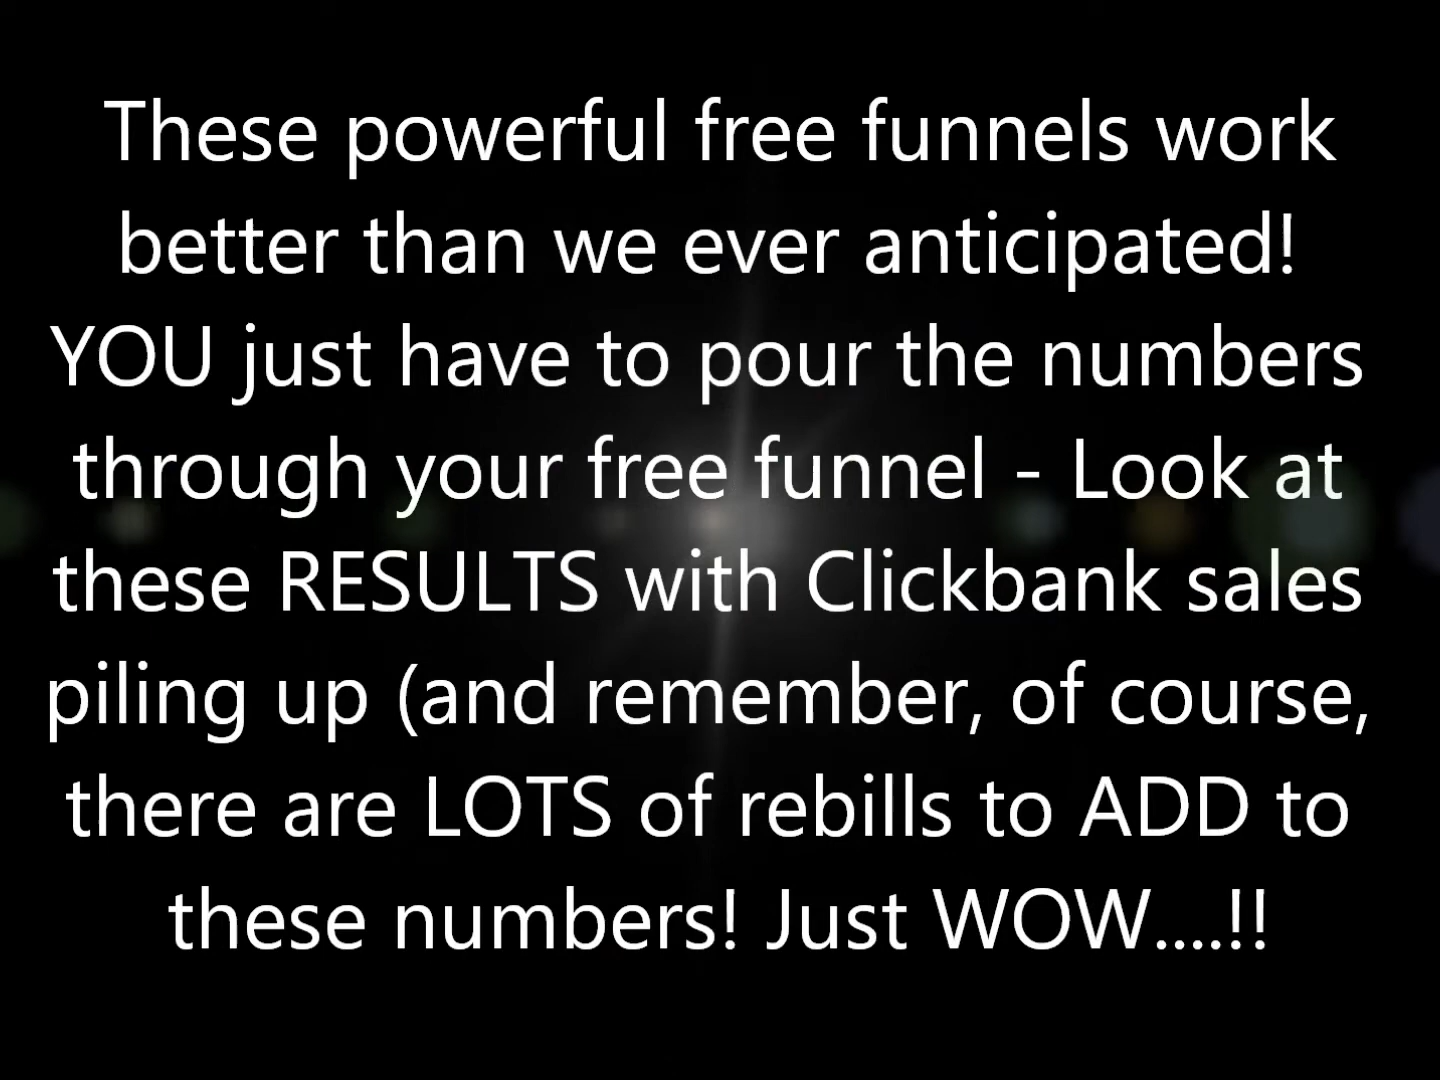 These powerful free funnels work
better than we ever anticipated!
YOU just have to pour the numbers
through your free funnel - Look at
these RESULTS with Clickbank sales
piling up (and remember, of course,
there are LOTS of rebills to ADD to
these numbers! Just WOW....!!